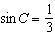 sin C = 1/3